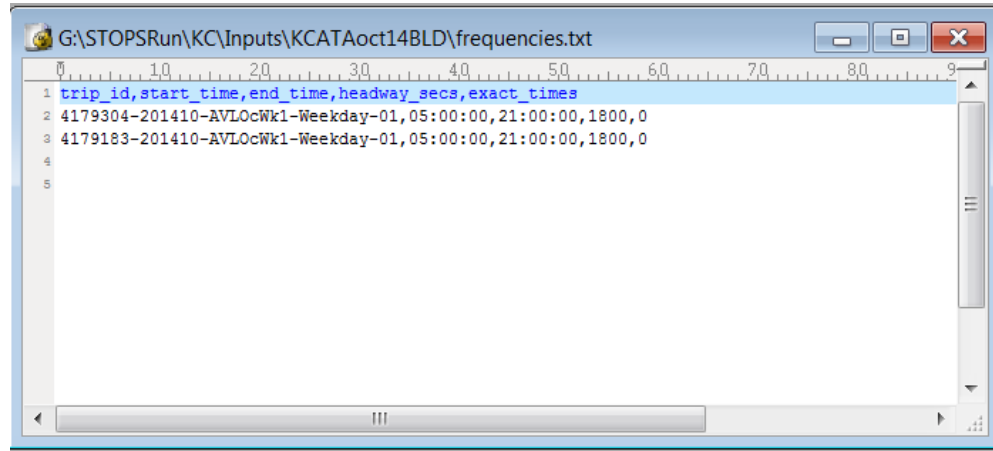 G:\STOPSRun\KC\Inputs\KCATAoct14BLD\frequencies.txt
0 10 20 30 40 50 60 70 80 9
1 trip_id,start_time,end_time,headway_secs,exact_times
2 4179304-201410-AVLOcWk1-Weekday-01,05:00:00,21:00:00,1800,0
3 4179183-201410-AVLOcWk1-Weekday-01,05:00:00,21:00:00,1800,0
4
5